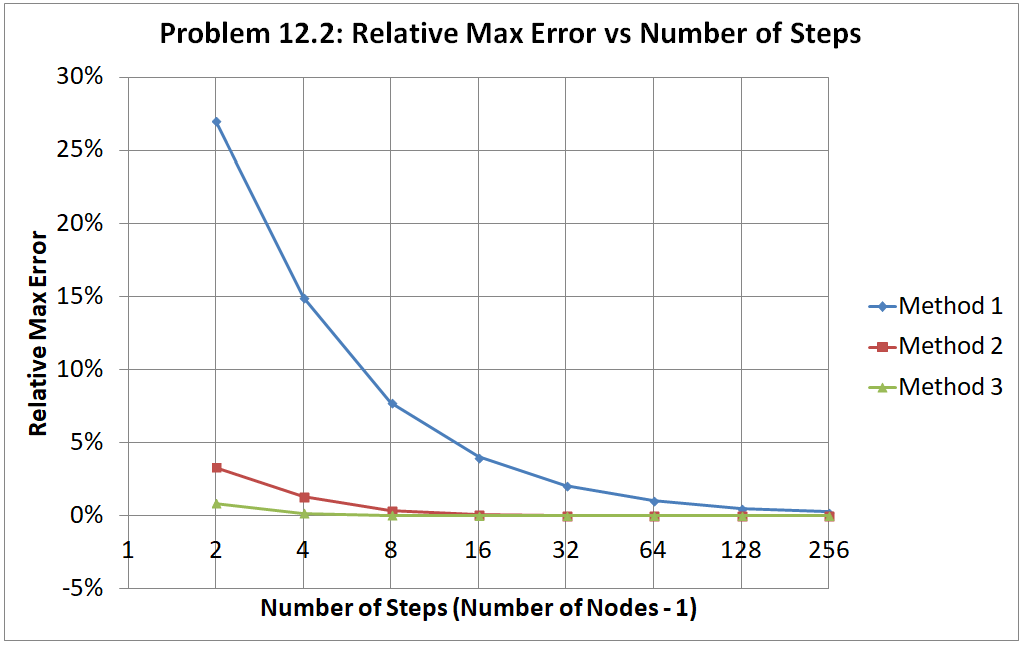 Problem 12.2: Relative Max Error vs Number of Steps
30%
25%
20%
15%
10%
5%
0%
-5%
Relative Max Error
1 2 4 8 16 32 64 128 256
Number of Steps (Number of Nodes - 1)
Method 1
Method 2
Method 3